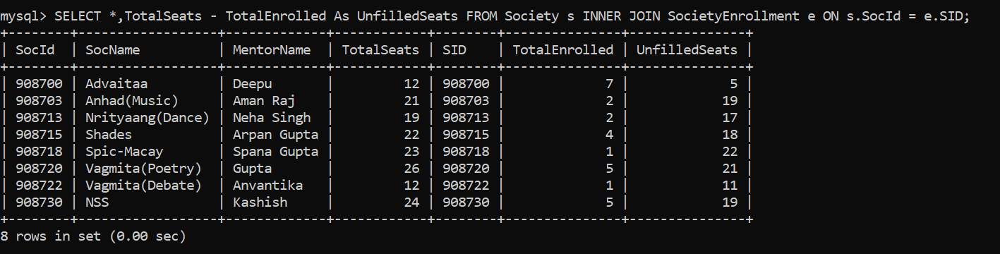 mysql> SELECT *,TotalSeats - TotalEnrolled As UnfilledSeats FROM Society s INNER JOIN SocietyEnrollment e ON s.SocId = e.SID;
+--------+------------------+-------------+------------+--------+---------------+---------------+
| SocId  | SocName          | MentorName  | TotalSeats | SID    | TotalEnrolled | UnfilledSeats |
+--------+------------------+-------------+------------+--------+---------------+---------------+
| 908700 | Advaitaa         | Deepu       |         12 | 908700 |             7 |             5 |
| 908703 | Anhad(Music)     | Aman Raj    |         21 | 908703 |             2 |            19 |
| 908713 | Nrityaang(Dance) | Neha Singh  |         19 | 908713 |             2 |            17 |
| 908715 | Shades           | Arpan Gupta |         22 | 908715 |             4 |            18 |
| 908718 | Spic-Macay       | Spana Gupta |         23 | 908718 |             1 |            22 |
| 908720 | Vagmita(Poetry)  | Gupta       |         26 | 908720 |             5 |            21 |
| 908722 | Vagmita(Debate)  | Anvantika   |         12 | 908722 |             1 |            11 |
| 908730 | NSS              | Kashish     |         24 | 908730 |             5 |            19 |
+--------+------------------+-------------+------------+--------+---------------+---------------+
8 rows in set (0.00 sec)